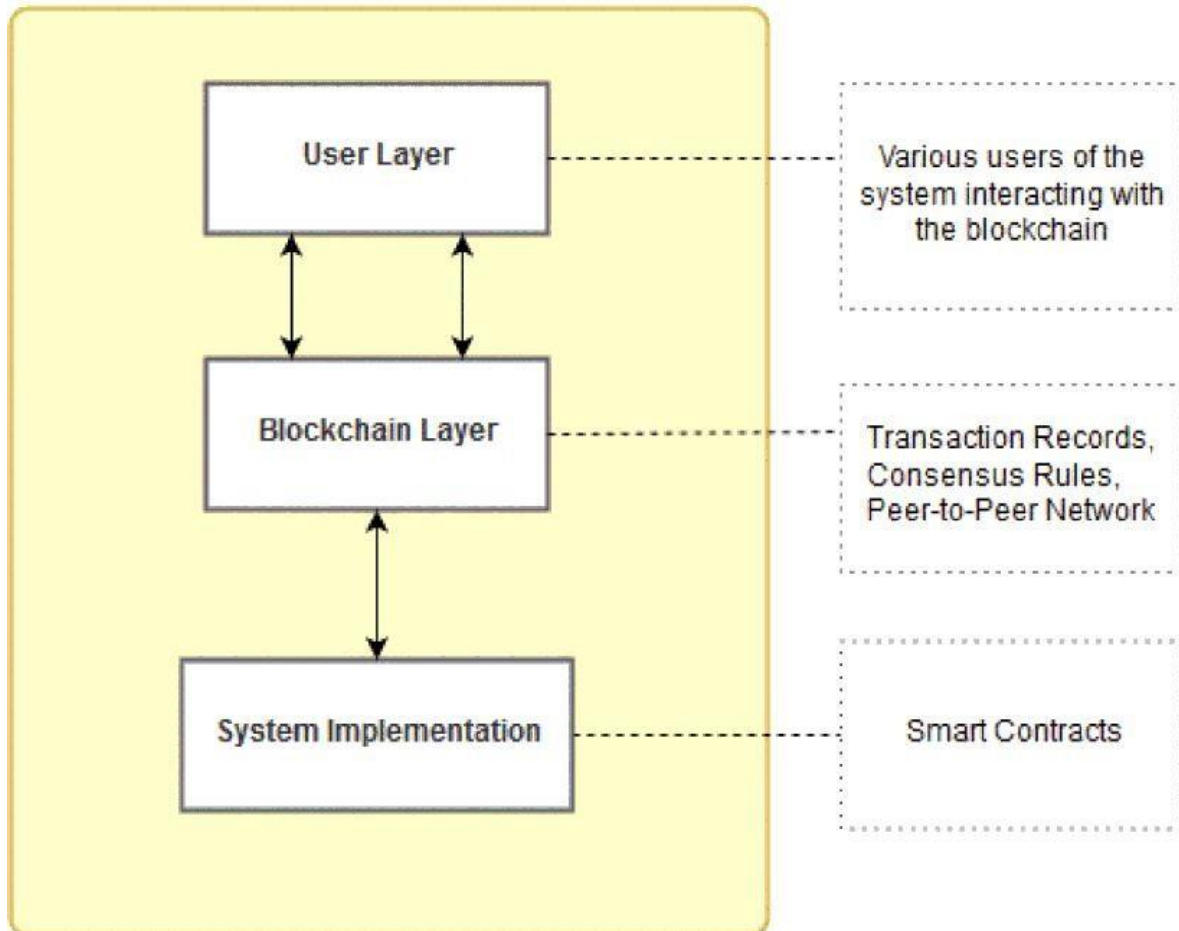 User Layer
Various users of the
system interacting with
the blockchain
Blockchain Layer
Transaction Records,
Consensus Rules,
Peer-to-Peer Network
System Implementation
Smart Contracts